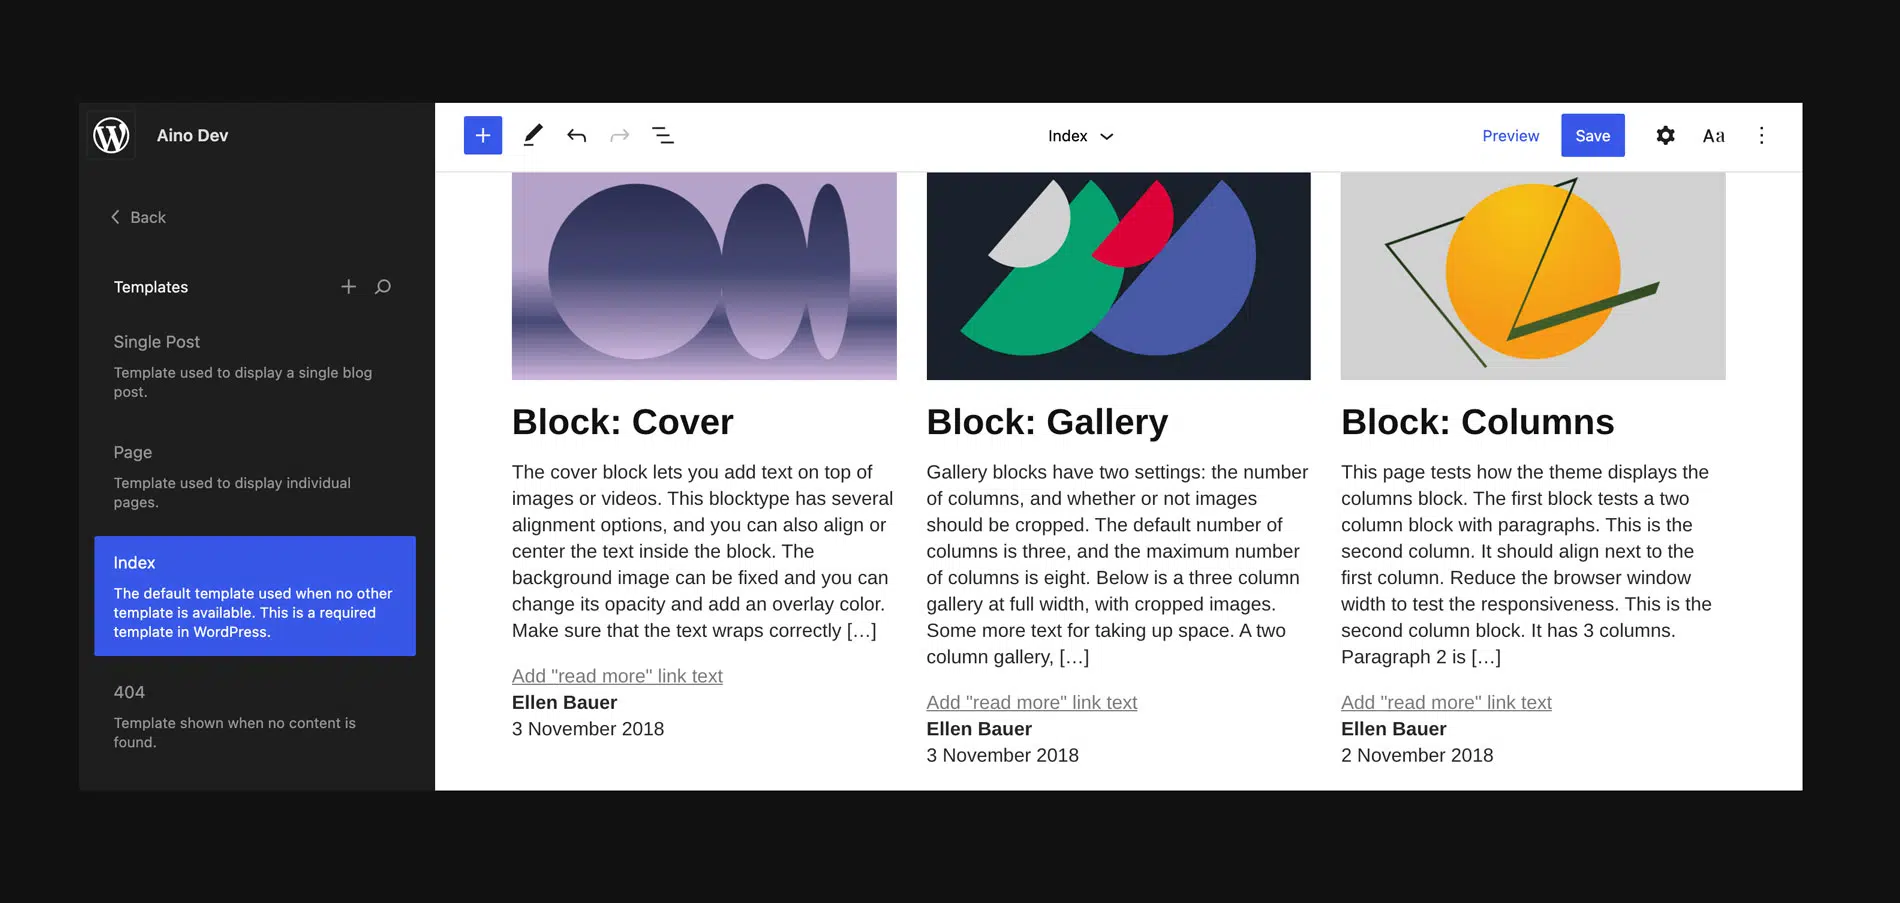 Aino Dev
Index
Preview
Save
Aa
Back
Templates
Single Post
Template used to display a single blog
post.
Page
Template used to display individual
pages.
Index
The default template used when no other
template is available. This is a required
template in WordPress.
404
Template shown when no content is
found.
Block: Cover
The cover block lets you add text on top of
images or videos. This blocktype has several
alignment options, and you can also align or
center the text inside the block. The
background image can be fixed and you can
change its opacity and add an overlay color.
Make sure that the text wraps correctly […]
Add "read more" link text
Ellen Bauer
3 November 2018
Block: Gallery
Gallery blocks have two settings: the number
of columns, and whether or not images
should be cropped. The default number of
columns is three, and the maximum number
of columns is eight. Below is a three column
gallery at full width, with cropped images.
Some more text for taking up space. A two
column gallery, […]
Add "read more" link text
Ellen Bauer
3 November 2018
Block: Columns
This page tests how the theme displays the
columns block. The first block tests a two
column block with paragraphs. This is the
second column. It should align next to the
first column. Reduce the browser window
width to test the responsiveness. This is the
second column block. It has 3 columns.
Paragraph 2 is […]
Add "read more" link text
Ellen Bauer
2 November 2018